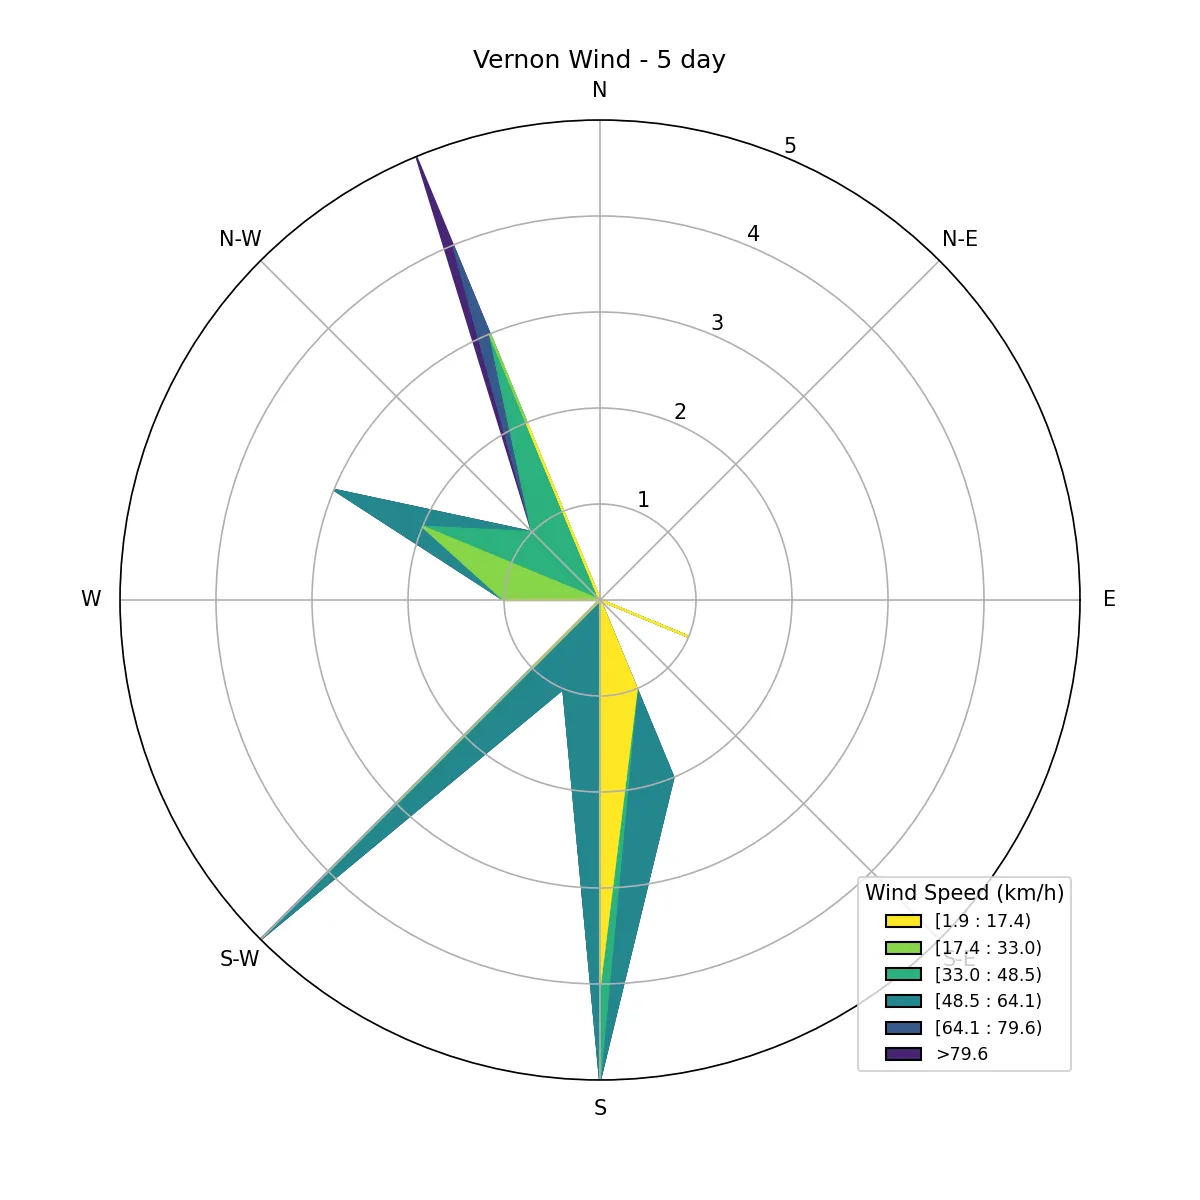 Vernon Wind - 5 day
N
5
N-W
4
N-E
3
2
1
W
E
Wind Speed (km/h)
[1.9 : 17.4)
[17.4 : 33.0)
S-W
S-E
[33.0 : 48.5)
[48.5 : 64.1)
[64.1 : 79.6)
>79.6
S